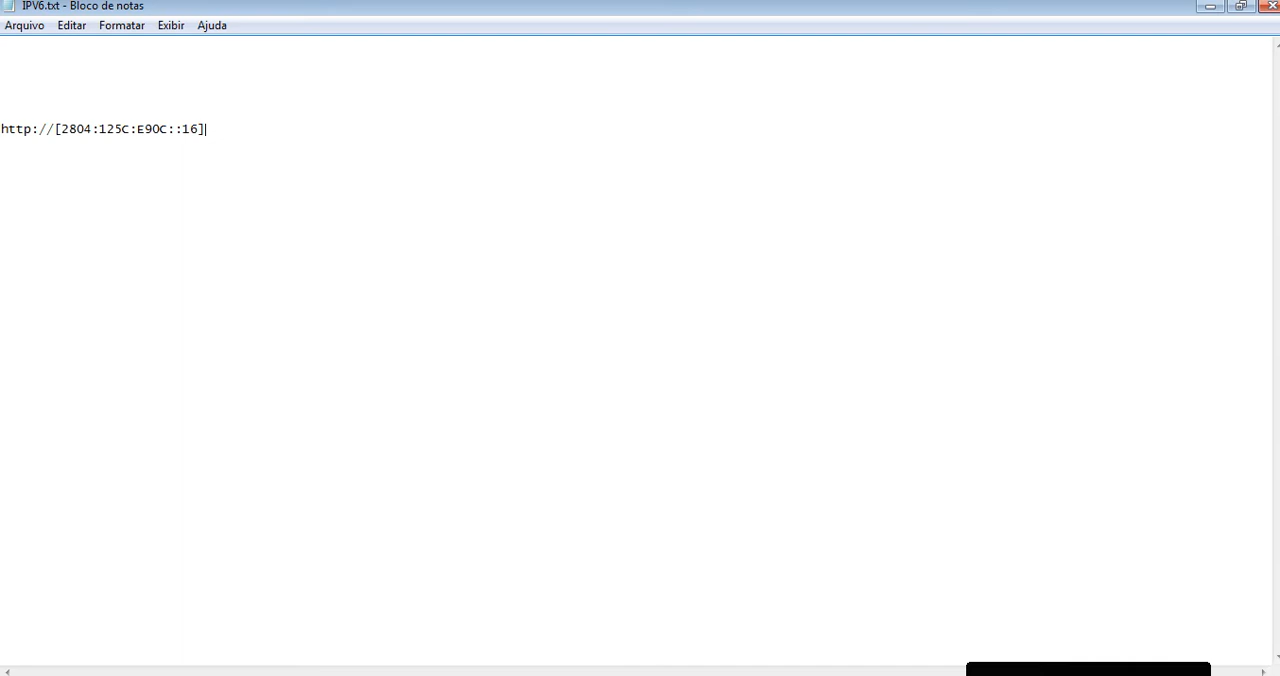 IPV6.txt - Bloco de notas
Arquivo Editar Formatar Exibir Ajuda
http://[2804:125C:E90C::16]